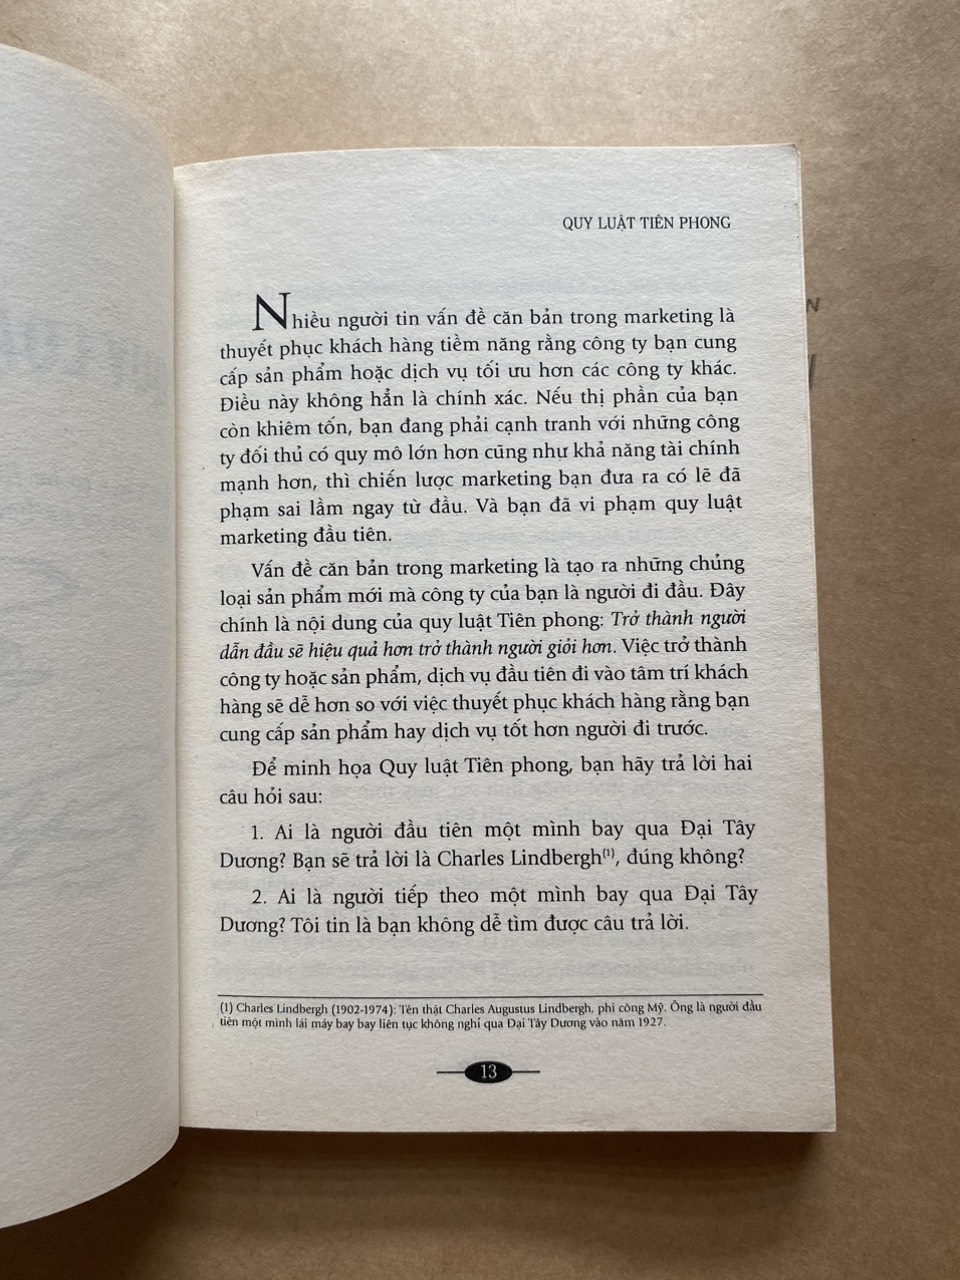 QUY LUẬT TIÊN PHONG
Nhiều người tin vấn đề căn bản trong marketing là
thuyết phục khách hàng tiềm năng rằng công ty bạn cung
cấp sản phẩm hoặc dịch vụ tối ưu hơn các công ty khác.
Điều này không hẳn là chính xác. Nếu thị phần của bạn
còn khiêm tốn, bạn đang phải cạnh tranh với những công
ty đối thủ có quy mô lớn hơn cũng như khả năng tài chính
mạnh hơn, thì chiến lược marketing bạn đưa ra có lẽ đã
phạm sai lầm ngay từ đầu. Và bạn đã vi phạm quy luật
marketing đầu tiên.
Vấn đề căn bản trong marketing là tạo ra những chủng
loại sản phẩm mới mà công ty của bạn là người đi đầu. Đây
chính là nội dung của quy luật Tiên phong: Trở thành người
dẫn đầu sẽ hiệu quả hơn trở thành người giỏi hơn. Việc trở thành
công ty hoặc sản phẩm, dịch vụ đầu tiên đi vào tâm trí khách
hàng sẽ dễ hơn so với việc thuyết phục khách hàng rằng bạn
cung cấp sản phẩm hay dịch vụ tốt hơn người đi trước.
Để minh họa Quy luật Tiên phong, bạn hãy trả lời hai
câu hỏi sau:
1. Ai là người đầu tiên một mình bay qua Đại Tây
Dương? Bạn sẽ trả lời là Charles Lindbergh(1), đúng không?
2. Ai là người tiếp theo một mình bay qua Đại Tây
Dương? Tôi tin là bạn không dễ tìm được câu trả lời.
(1) Charles Lindbergh (1902-1974): Tên thật Charles Augustus Lindbergh, phi công Mỹ. Ông là người đầu
tiên một mình lái máy bay bay liên tục không nghỉ qua Đại Tây Dương vào năm 1927.
13